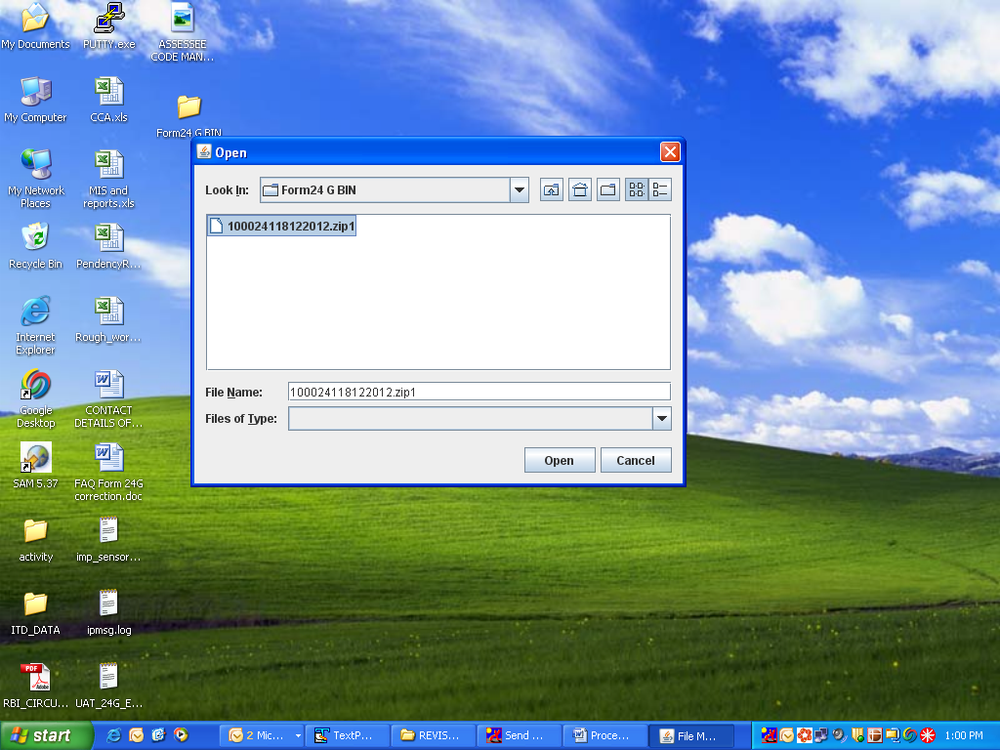 My Documents
PUTTY.exe
ASSESSEE
CODE MAN...
My Computer
CCA.xls
Form24 G BIN
My Network
Places
MIS and
reports.xls
Recycle Bin
PendencyR...
Internet
Explorer
Rough_wor...
Google
Desktop
CONTACT
DETAILS OF...
SAM 5.37
FAQ Form 24G
correction.doc
activity
imp_sensor...
ITD_DATA
ipmsg.log
PDF
Adobe
RBI_CIRCU...
UAT_24G_E...
Open
Look In:
Form24 G BIN
100024118122012.zip1
File Name:
100024118122012.zip1
Files of Type:
Open
Cancel
start
2 Mic...
TextP...
REVIS...
Send ...
Proce...
File M...
1:00 PM